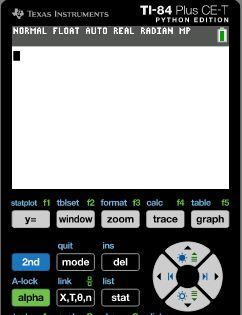 TEXAS INSTRUMENTS TI-84 Plus CE-T
PYTHON EDITION
NORMAL FLOAT AUTO REAL RADIAN MP
statplot f1 tblset f2 format f3 calc f4 table f5
y= window zoom trace graph
quit ins
2nd mode del
A-lock link list
alpha X,T,θ,n stat